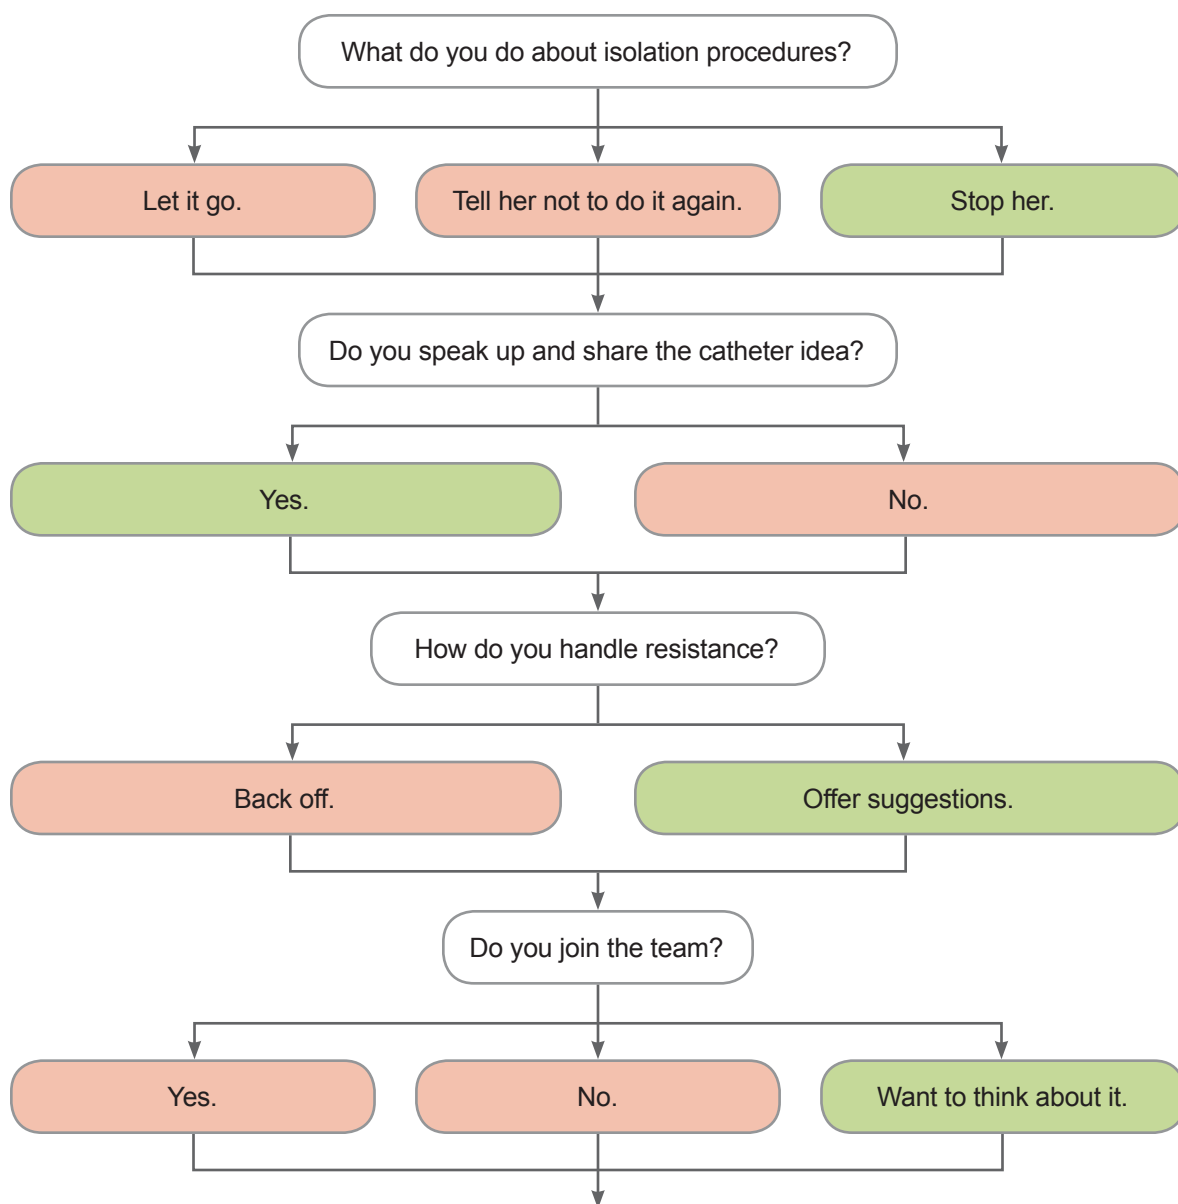 What do you do about isolation procedures?
Let it go.
Tell her not to do it again.
Stop her.
Do you speak up and share the catheter idea?
Yes.
No.
How do you handle resistance?
Back off.
Offer suggestions.
Do you join the team?
Yes.
No.
Want to think about it.